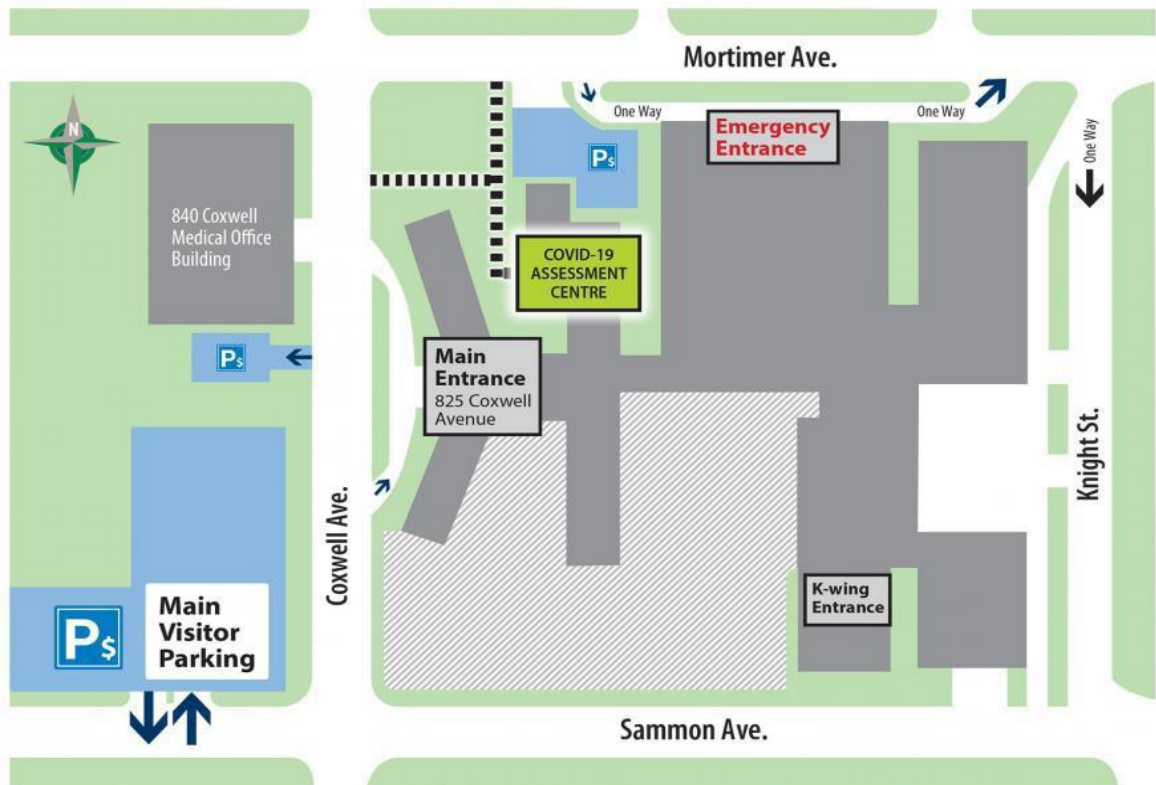 Mortimer Ave.
One Way
One Way
Emergency
Entrance
One Way
N
P$
840 Coxwell
Medical Office
Building
COVID-19
ASSESSMENT
CENTRE
P$
Main
Entrance
825 Coxwell
Avenue
Knight St.
Coxwell Ave.
K-wing
Entrance
P$
Main
Visitor
Parking
Sammon Ave.